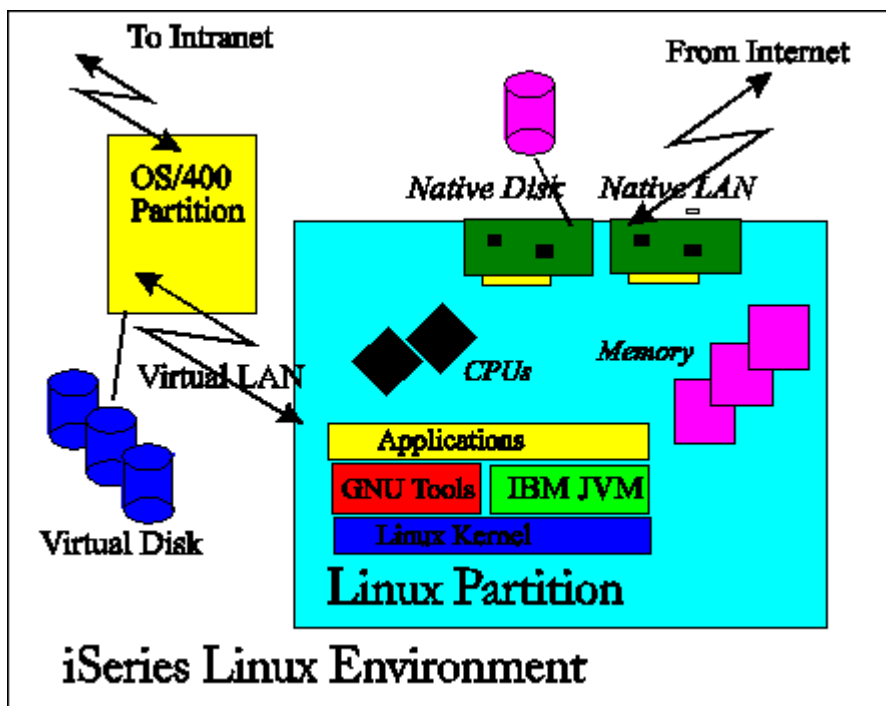 To Intranet
From Internet
OS/400
Partition
Native Disk
Native LAN
Virtual LAN
CPUs
Memory
Applications
GNU Tools
IBM JVM
Linux Kernel
Virtual Disk
Linux Partition
iSeries Linux Environment